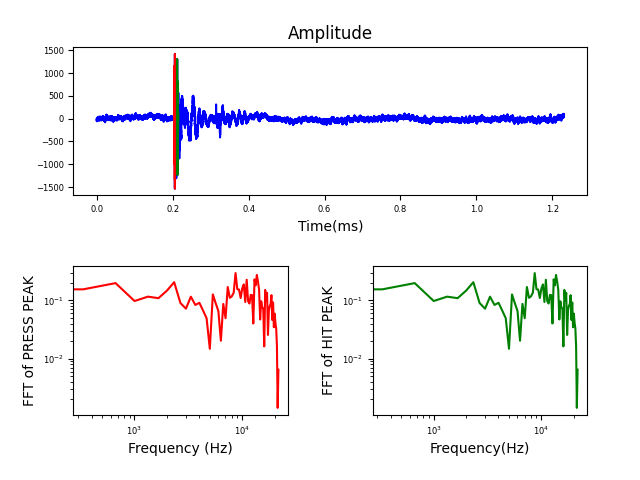 Amplitude
1500
1000
500
0
−500
−1000
−1500
0.0 0.2 0.4 0.6 0.8 1.0 1.2
Time(ms)
FFT of PRESS PEAK
10⁻¹
10⁻²
10³ 10⁴
Frequency (Hz)
FFT of HIT PEAK
10⁻¹
10⁻²
10³ 10⁴
Frequency(Hz)